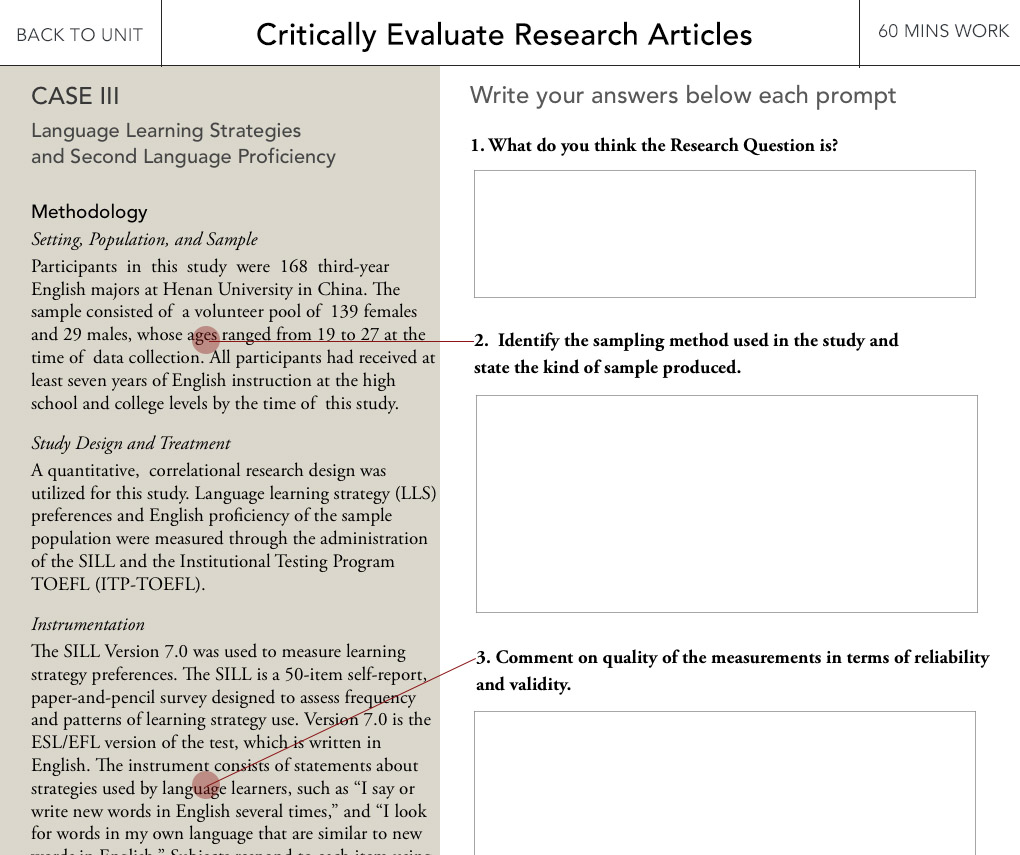 BACK TO UNIT
Critically Evaluate Research Articles
60 MINS WORK
CASE III
Language Learning Strategies
and Second Language Proficiency
Methodology
Setting, Population, and Sample
Participants in this study were 168 third-year
English majors at Henan University in China. The
sample consisted of a volunteer pool of 139 females
and 29 males, whose ages ranged from 19 to 27 at the
time of data collection. All participants had received at
least seven years of English instruction at the high
school and college levels by the time of this study.
Study Design and Treatment
A quantitative, correlational research design was
utilized for this study. Language learning strategy (LLS)
preferences and English proficiency of the sample
population were measured through the administration
of the SILL and the Institutional Testing Program
TOEFL (ITP-TOEFL).
Instrumentation
The SILL Version 7.0 was used to measure learning
strategy preferences. The SILL is a 50-item self-report,
paper-and-pencil survey designed to assess frequency
and patterns of learning strategy use. Version 7.0 is the
ESL/EFL version of the test, which is written in
English. The instrument consists of statements about
strategies used by language learners, such as “I say or
write new words in English several times,” and “I look
for words in my own language that are similar to new
words in English.” Subjects respond to each item using
Write your answers below each prompt
1. What do you think the Research Question is?
2. Identify the sampling method used in the study and
state the kind of sample produced.
3. Comment on quality of the measurements in terms of reliability
and validity.